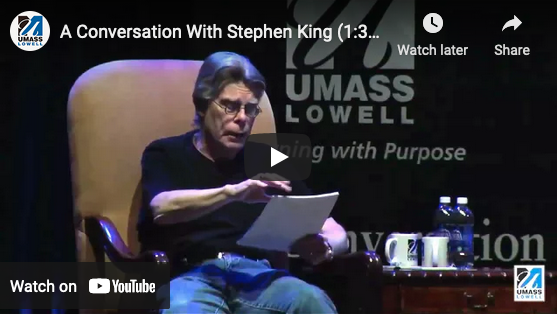 UMASS
LOWELL
A Conversation With Stephen King (1:3...
Watch later
Share
UMASS
LOWELL
ning with Purpose
nversation
Watch on YouTube
UMASS
LOWELL